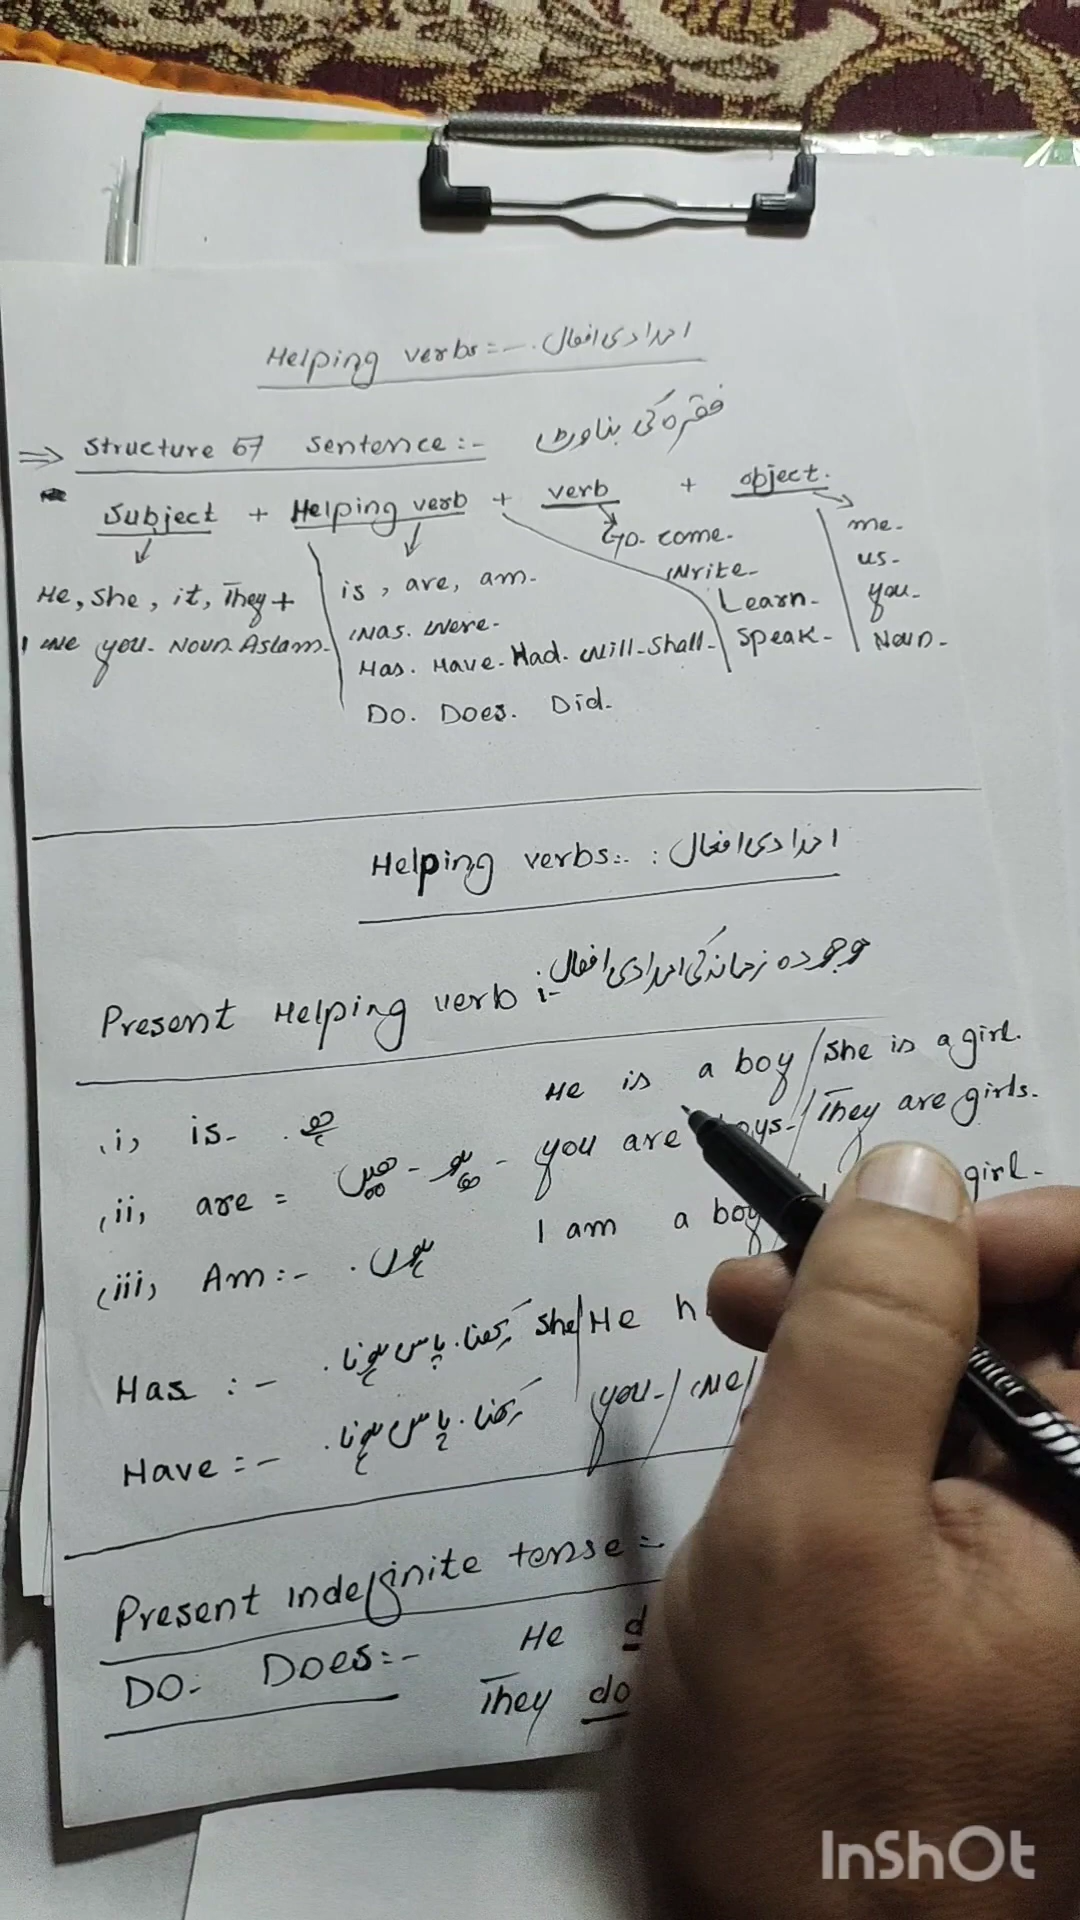 Helping verbs:- امدادی افعال
⇒ Structure of Sentence:- فقرہ کی بناوٹ
Subject + Helping verb + verb + object.
He, She, it, They +
I we you. Noun. Aslam.
is, are, am.
Was. Were.
Has. Have. Had. Will. Shall.
Do. Does. Did.
Go. come.
Write.
Learn.
Speak.
me.
us.
you.
Noun.
Helping verbs:- امدادی افعال
Present Helping verb :- موجودہ زمانہ کی امدادی افعال
(i) is- ہے. He is a boy / She is a girl.
(ii) are = ہیں - ہو - you are boys- / They are girls.
(iii) Am:- ہوں. I am a boy girl-
Has :- رکھنا. پاس ہونا. She/He
Have:- رکھنا. پاس ہونا. you- / We /
Present indefinite tense =-
DO. Does:- He
They do
InShOt